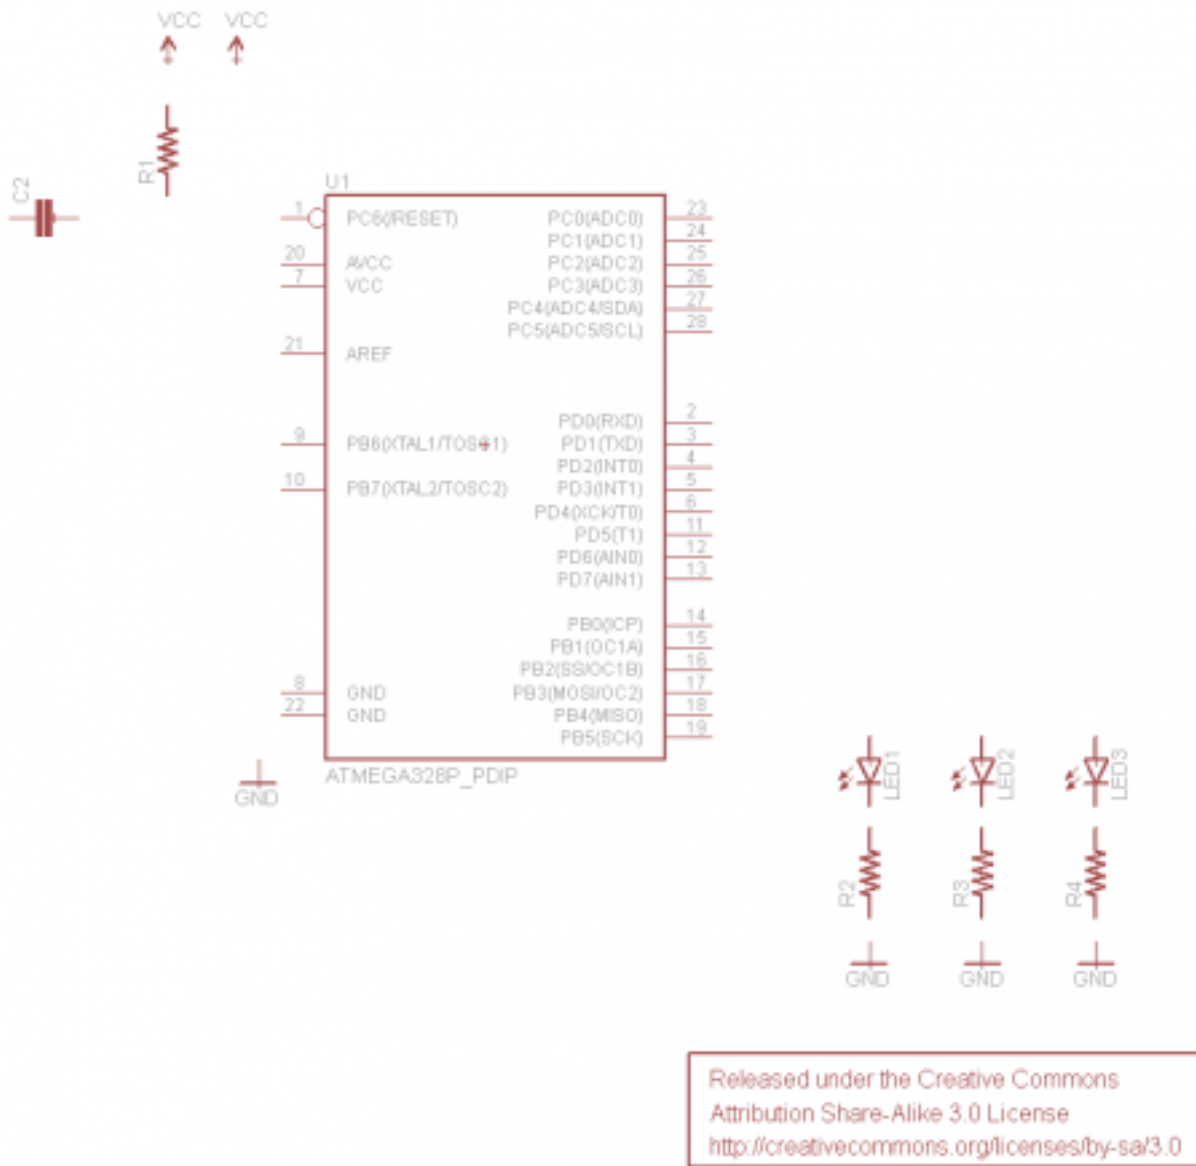 VCC VCC
R1
C2
U1
1 PC6(/RESET)
20 AVCC
7 VCC
21 AREF
9 PB6(XTAL1/TOSC1)
10 PB7(XTAL2/TOSC2)
8 GND
22 GND
PC0(ADC0) 23
PC1(ADC1) 24
PC2(ADC2) 25
PC3(ADC3) 26
PC4(ADC4/SDA) 27
PC5(ADC5/SCL) 28
PD0(RXD) 2
PD1(TXD) 3
PD2(INT0) 4
PD3(INT1) 5
PD4(XCK/T0) 6
PD5(T1) 11
PD6(AIN0) 12
PD7(AIN1) 13
PB0(ICP) 14
PB1(OC1A) 15
PB2(SS/OC1B) 16
PB3(MOSI/OC2) 17
PB4(MISO) 18
PB5(SCK) 19
ATMEGA328P_PDIP
GND
LED1 LED2 LED3
R2 R3 R4
GND GND GND
Released under the Creative Commons
Attribution Share-Alike 3.0 License
http://creativecommons.org/licenses/by-sa/3.0